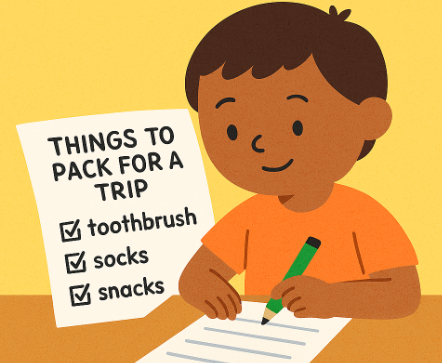 THINGS TO
PACK FOR A
TRIP
☑ toothbrush
☑ socks
☑ snacks